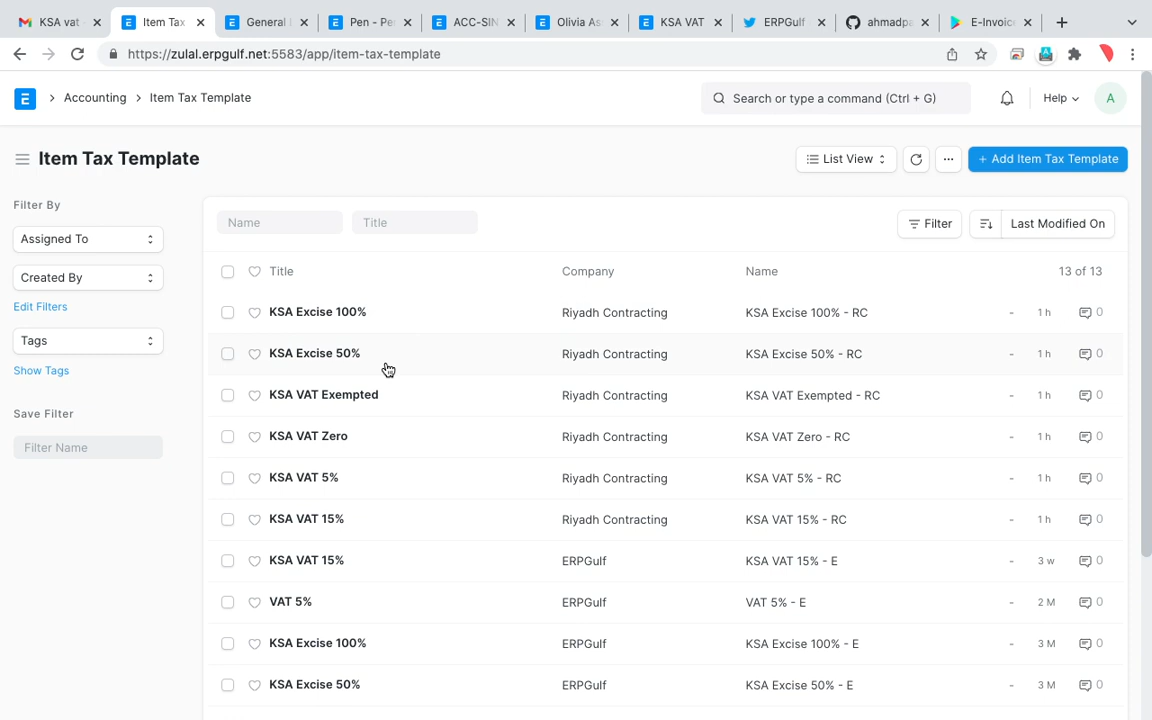 KSA vat
Item Tax
General
Pen - Pe
ACC-SIN
Olivia As
KSA VAT
ERPGulf
ahmadpa
E-Invoic
https://zulal.erpgulf.net:5583/app/item-tax-template
E
Accounting
Item Tax Template
Search or type a command (Ctrl + G)
Help
A
Item Tax Template
List View
+ Add Item Tax Template
Filter By
Assigned To
Created By
Edit Filters
Tags
Show Tags
Save Filter
Filter Name
Name
Title
Filter
Last Modified On
Title Company Name 13 of 13
KSA Excise 100% Riyadh Contracting KSA Excise 100% - RC - 1 h 0
KSA Excise 50% Riyadh Contracting KSA Excise 50% - RC - 1 h 0
KSA VAT Exempted Riyadh Contracting KSA VAT Exempted - RC - 1 h 0
KSA VAT Zero Riyadh Contracting KSA VAT Zero - RC - 1 h 0
KSA VAT 5% Riyadh Contracting KSA VAT 5% - RC - 1 h 0
KSA VAT 15% Riyadh Contracting KSA VAT 15% - RC - 1 h 0
KSA VAT 15% ERPGulf KSA VAT 15% - E - 3 w 0
VAT 5% ERPGulf VAT 5% - E - 2 M 0
KSA Excise 100% ERPGulf KSA Excise 100% - E - 3 M 0
KSA Excise 50% ERPGulf KSA Excise 50% - E - 3 M 0